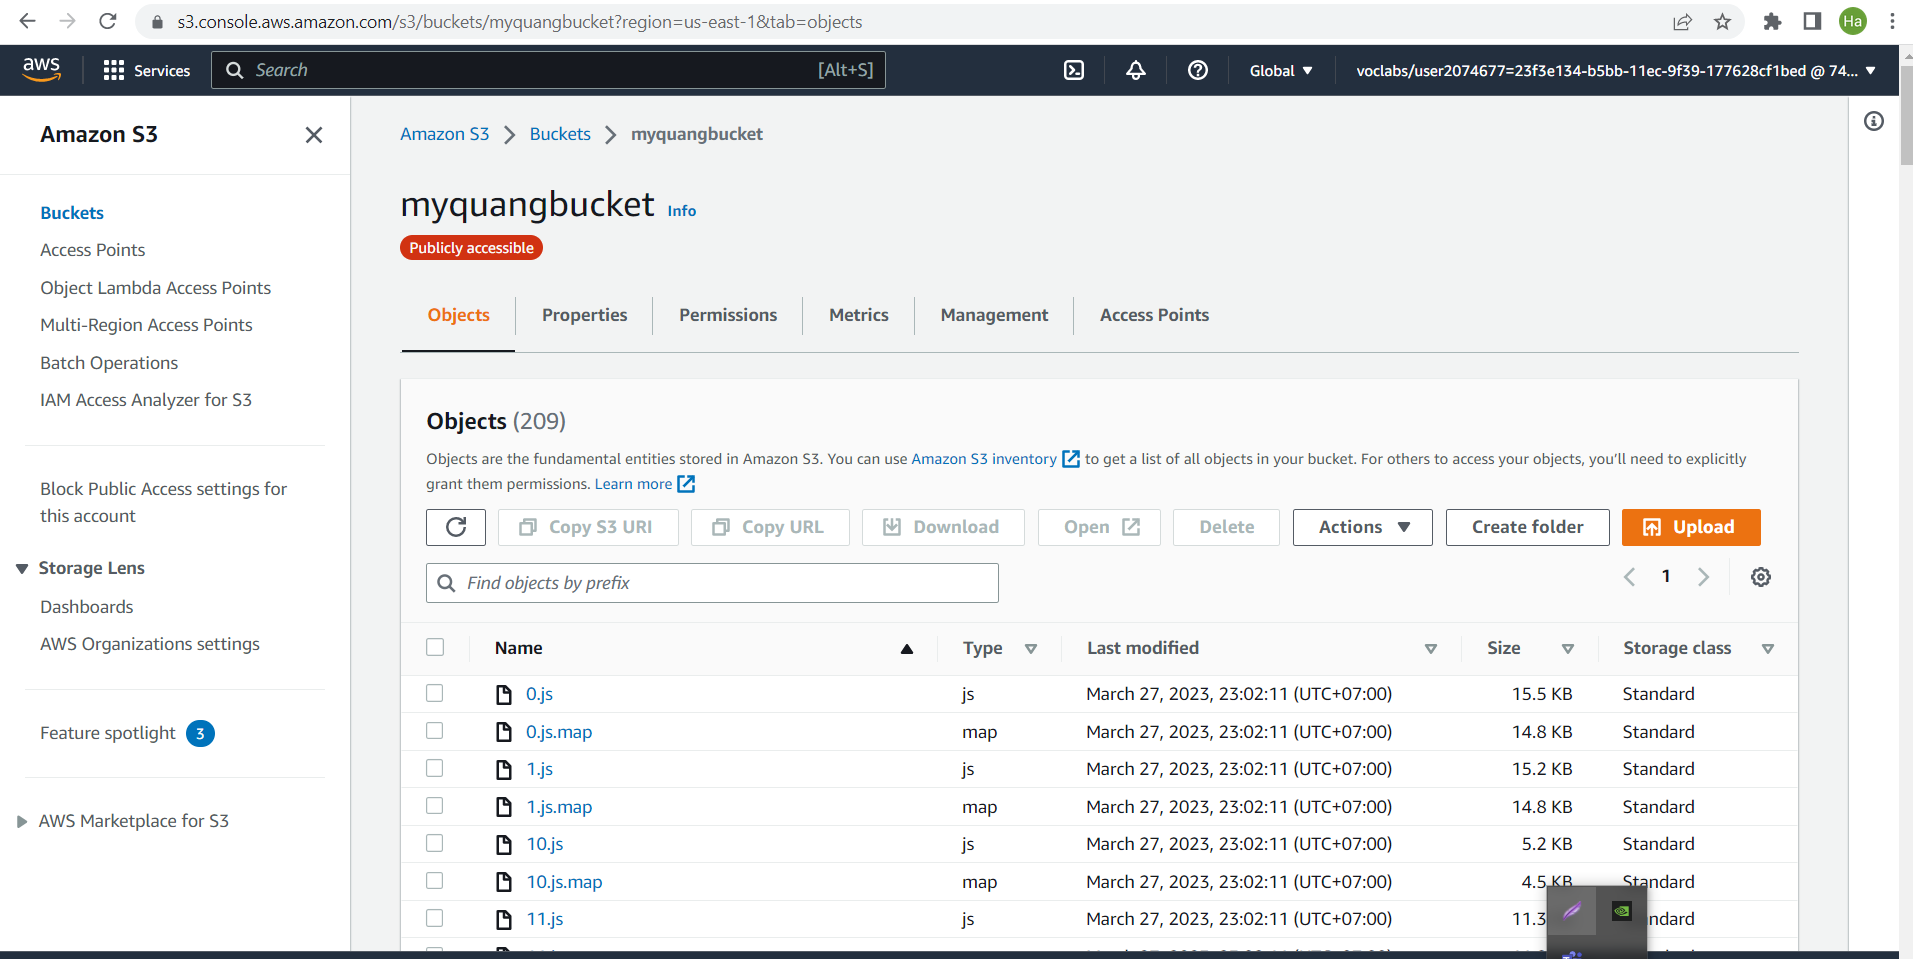 s3.console.aws.amazon.com/s3/buckets/myquangbucket?region=us-east-1&tab=objects
Ha
aws
Services
Search
[Alt+S]
Global ▼
voclabs/user2074677=23f3e134-b5bb-11ec-9f39-177628cf1bed @ 74... ▼
Amazon S3
Buckets
Access Points
Object Lambda Access Points
Multi-Region Access Points
Batch Operations
IAM Access Analyzer for S3
Block Public Access settings for
this account
Storage Lens
Dashboards
AWS Organizations settings
Feature spotlight 3
AWS Marketplace for S3
Amazon S3 > Buckets > myquangbucket
myquangbucket Info
Publicly accessible
Objects
Properties
Permissions
Metrics
Management
Access Points
Objects (209)
Objects are the fundamental entities stored in Amazon S3. You can use Amazon S3 inventory to get a list of all objects in your bucket. For others to access your objects, you'll need to explicitly
grant them permissions. Learn more
Copy S3 URI
Copy URL
Download
Open
Delete
Actions ▼
Create folder
Upload
Find objects by prefix
< 1 >
Name Type Last modified Size Storage class
0.js js March 27, 2023, 23:02:11 (UTC+07:00) 15.5 KB Standard
0.js.map map March 27, 2023, 23:02:11 (UTC+07:00) 14.8 KB Standard
1.js js March 27, 2023, 23:02:11 (UTC+07:00) 15.2 KB Standard
1.js.map map March 27, 2023, 23:02:11 (UTC+07:00) 14.8 KB Standard
10.js js March 27, 2023, 23:02:11 (UTC+07:00) 5.2 KB Standard
10.js.map map March 27, 2023, 23:02:11 (UTC+07:00) 4.5 KB Standard
11.js js March 27, 2023, 23:02:11 (UTC+07:00) 11.3 ndard